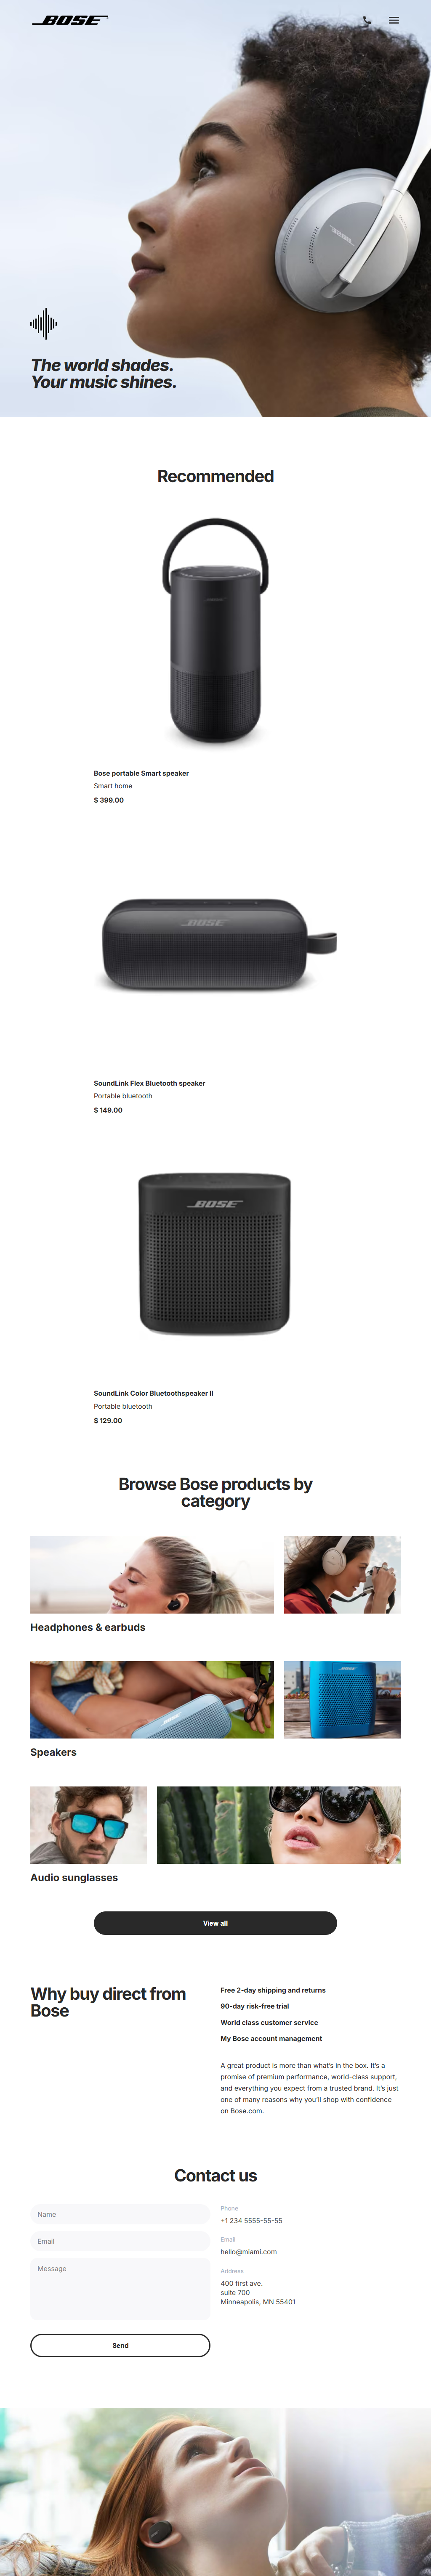 BOSE
The world shades.
Your music shines.
Recommended
Bose portable Smart speaker
Smart home
$ 399.00
BOSE
SoundLink Flex Bluetooth speaker
Portable bluetooth
$ 149.00
BOSE
SoundLink Color Bluetoothspeaker II
Portable bluetooth
$ 129.00
Browse Bose products by
category
Headphones & earbuds
Speakers
Audio sunglasses
View all
Why buy direct from
Bose
Free 2-day shipping and returns
90-day risk-free trial
World class customer service
My Bose account management
A great product is more than what's in the box. It's a
promise of premium performance, world-class support,
and everything you expect from a trusted brand. It's just
one of many reasons why you'll shop with confidence
on Bose.com.
Contact us
Name
Email
Message
Send
Phone
+1 234 5555-55-55
Email
hello@miami.com
Address
400 first ave.
suite 700
Minneapolis, MN 55401